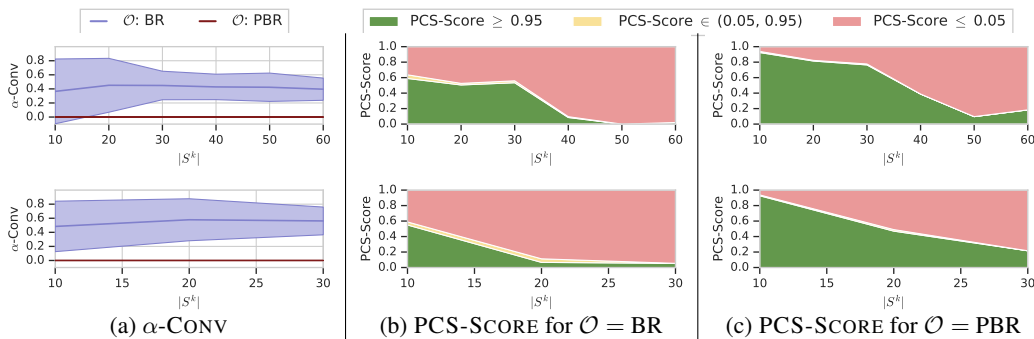 O: BR O: PBR
PCS-Score ≥ 0.95 PCS-Score ∈ (0.05, 0.95) PCS-Score ≤ 0.05
α-Conv
0.8
0.6
0.4
0.2
0.0
10 20 30 40 50 60
|S^k|
PCS-Score
1.0
0.8
0.6
0.4
0.2
0.0
10 20 30 40 50 60
|S^k|
PCS-Score
1.0
0.8
0.6
0.4
0.2
0.0
10 20 30 40 50 60
|S^k|
α-Conv
0.8
0.6
0.4
0.2
0.0
10 15 20 25 30
|S^k|
PCS-Score
1.0
0.8
0.6
0.4
0.2
0.0
10 15 20 25 30
|S^k|
PCS-Score
1.0
0.8
0.6
0.4
0.2
0.0
10 15 20 25 30
|S^k|
(a) α-CONV
(b) PCS-SCORE for O = BR
(c) PCS-SCORE for O = PBR